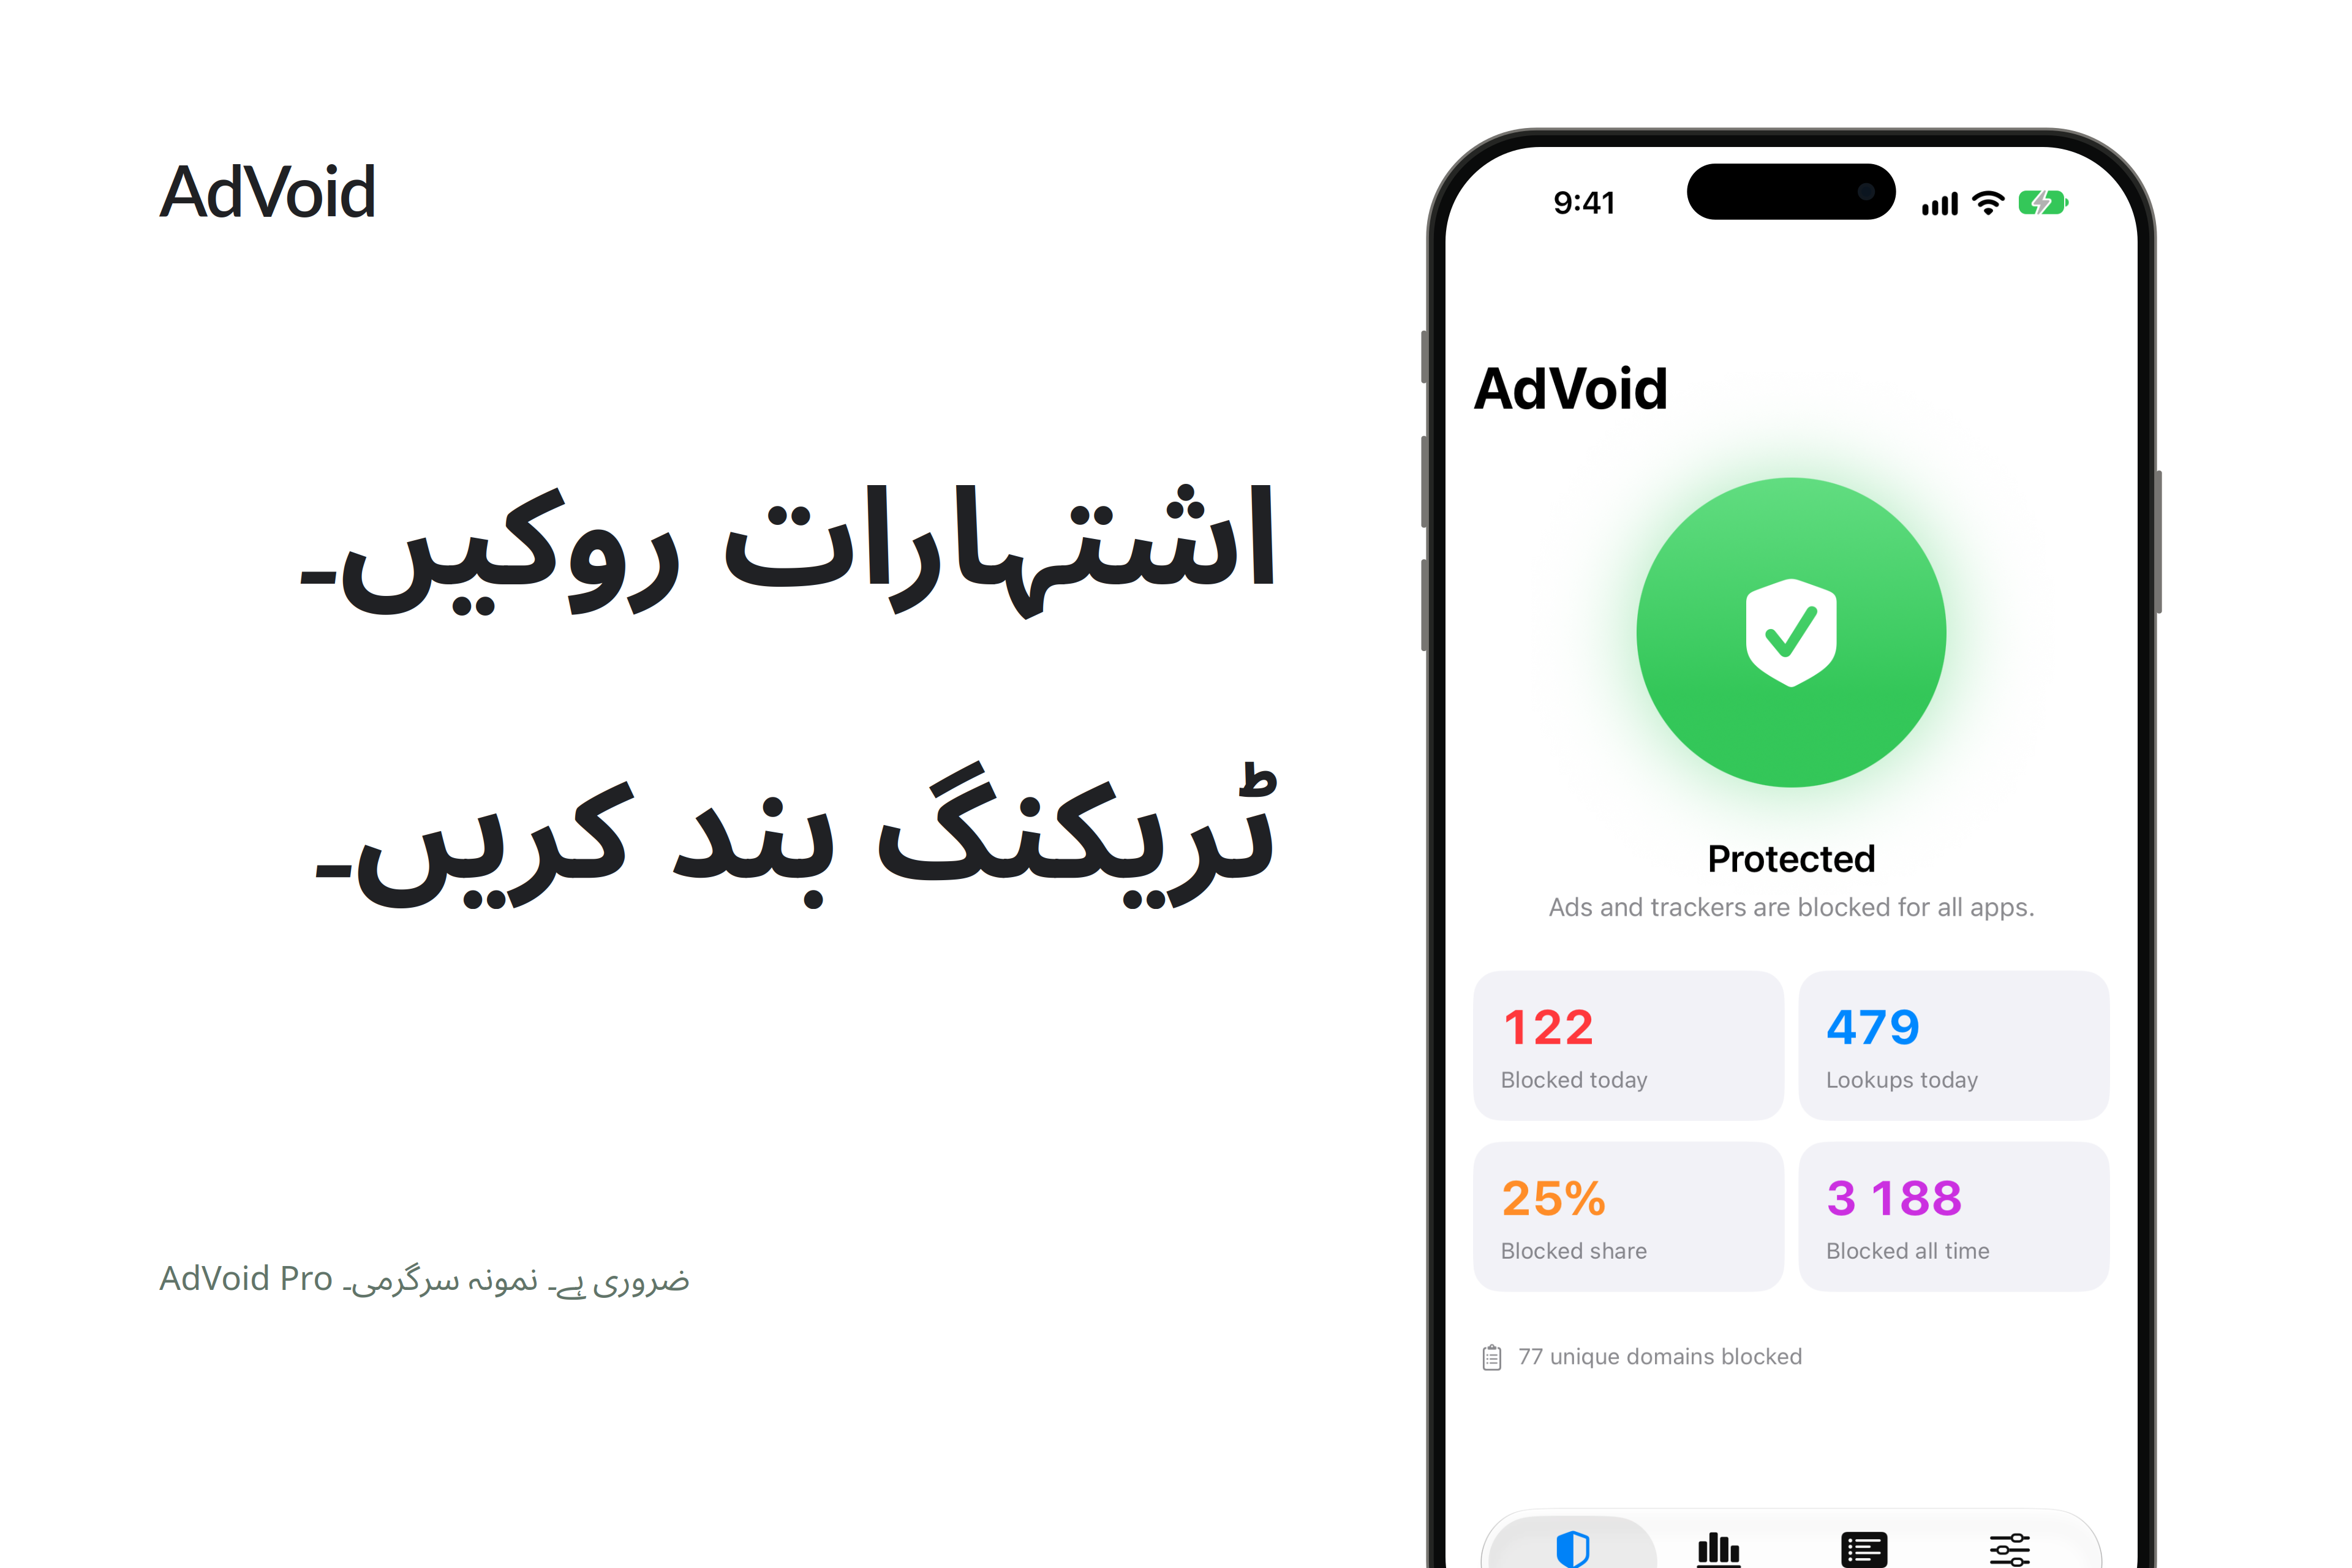 AdVoid
اشتہارات روکیں۔
ٹریکنگ بند کریں۔
AdVoid Pro ضروری ہے۔ نمونہ سرگرمی۔
9:41
AdVoid
Protected
Ads and trackers are blocked for all apps.
122
Blocked today
479
Lookups today
25%
Blocked share
3 188
Blocked all time
77 unique domains blocked